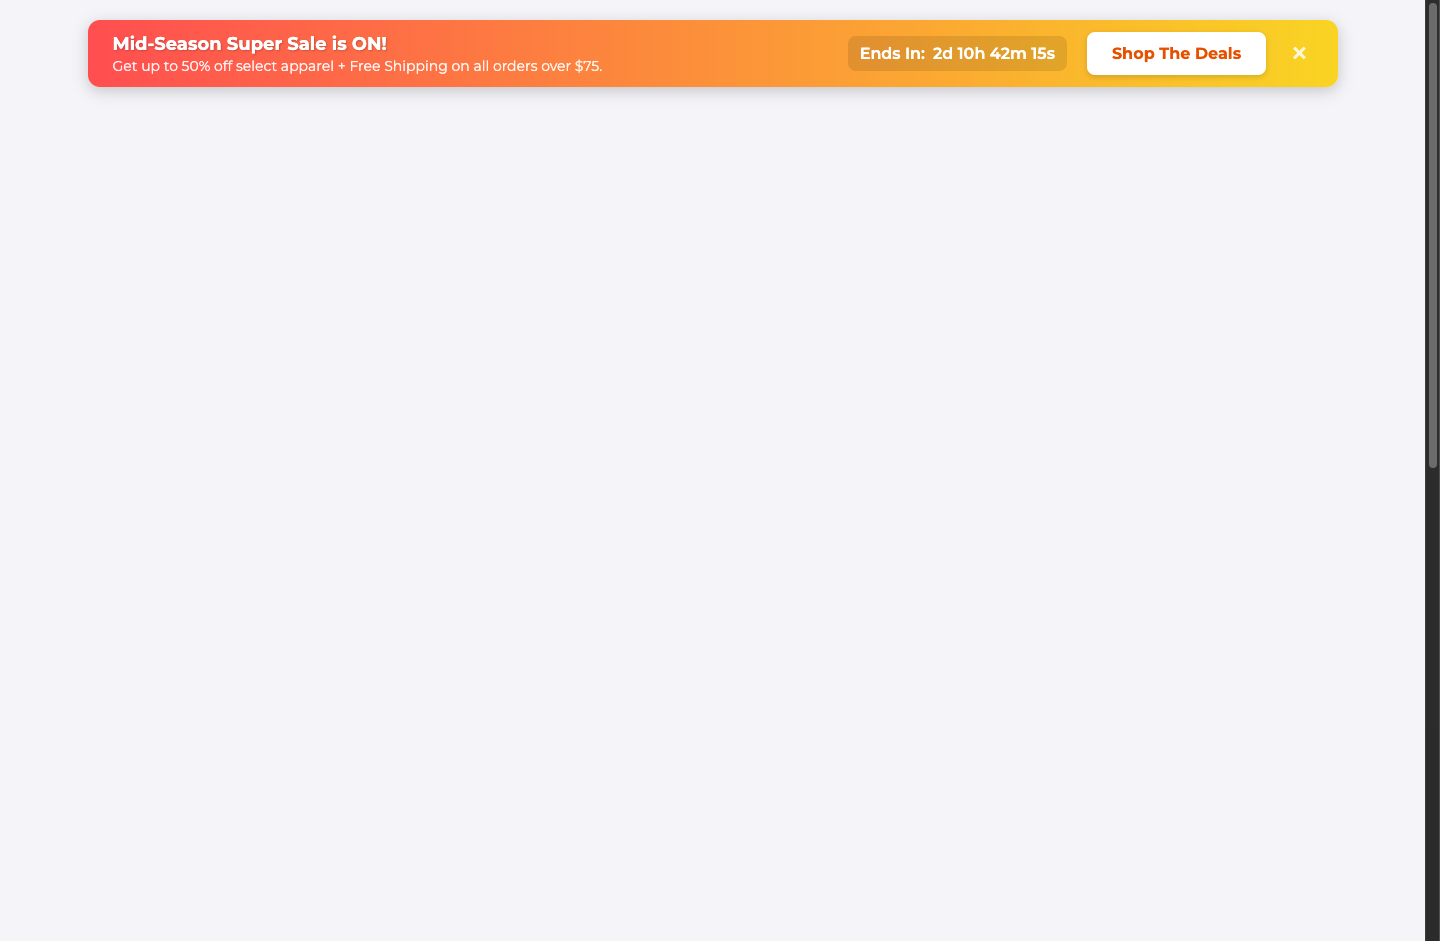 Mid-Season Super Sale is ON!
Get up to 50% off select apparel + Free Shipping on all orders over $75.
Ends In: 2d 10h 42m 15s
Shop The Deals
✕